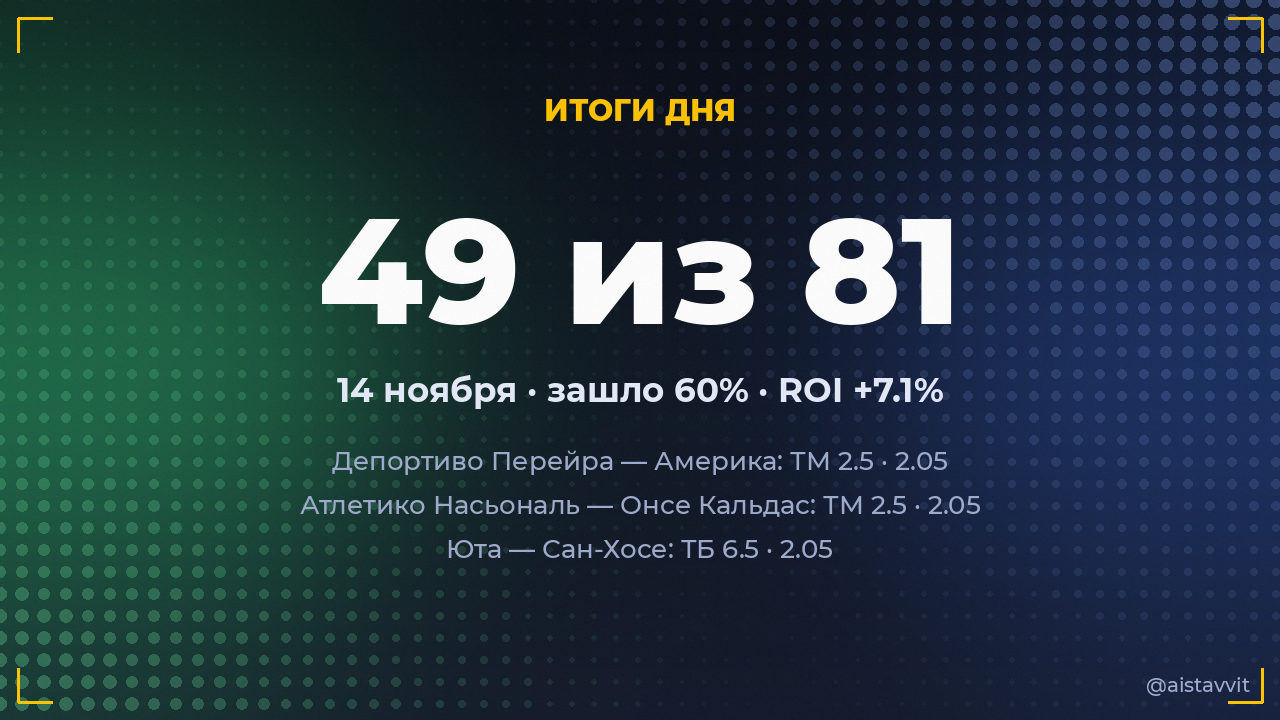 ИТОГИ ДНЯ
49 из 81
14 ноября · зашло 60% · ROI +7.1%
Депортиво Перейра — Америка: ТМ 2.5 · 2.05
Атлетико Насьональ — Онсе Кальдас: ТМ 2.5 · 2.05
Юта — Сан-Хосе: ТБ 6.5 · 2.05
@aistavvit